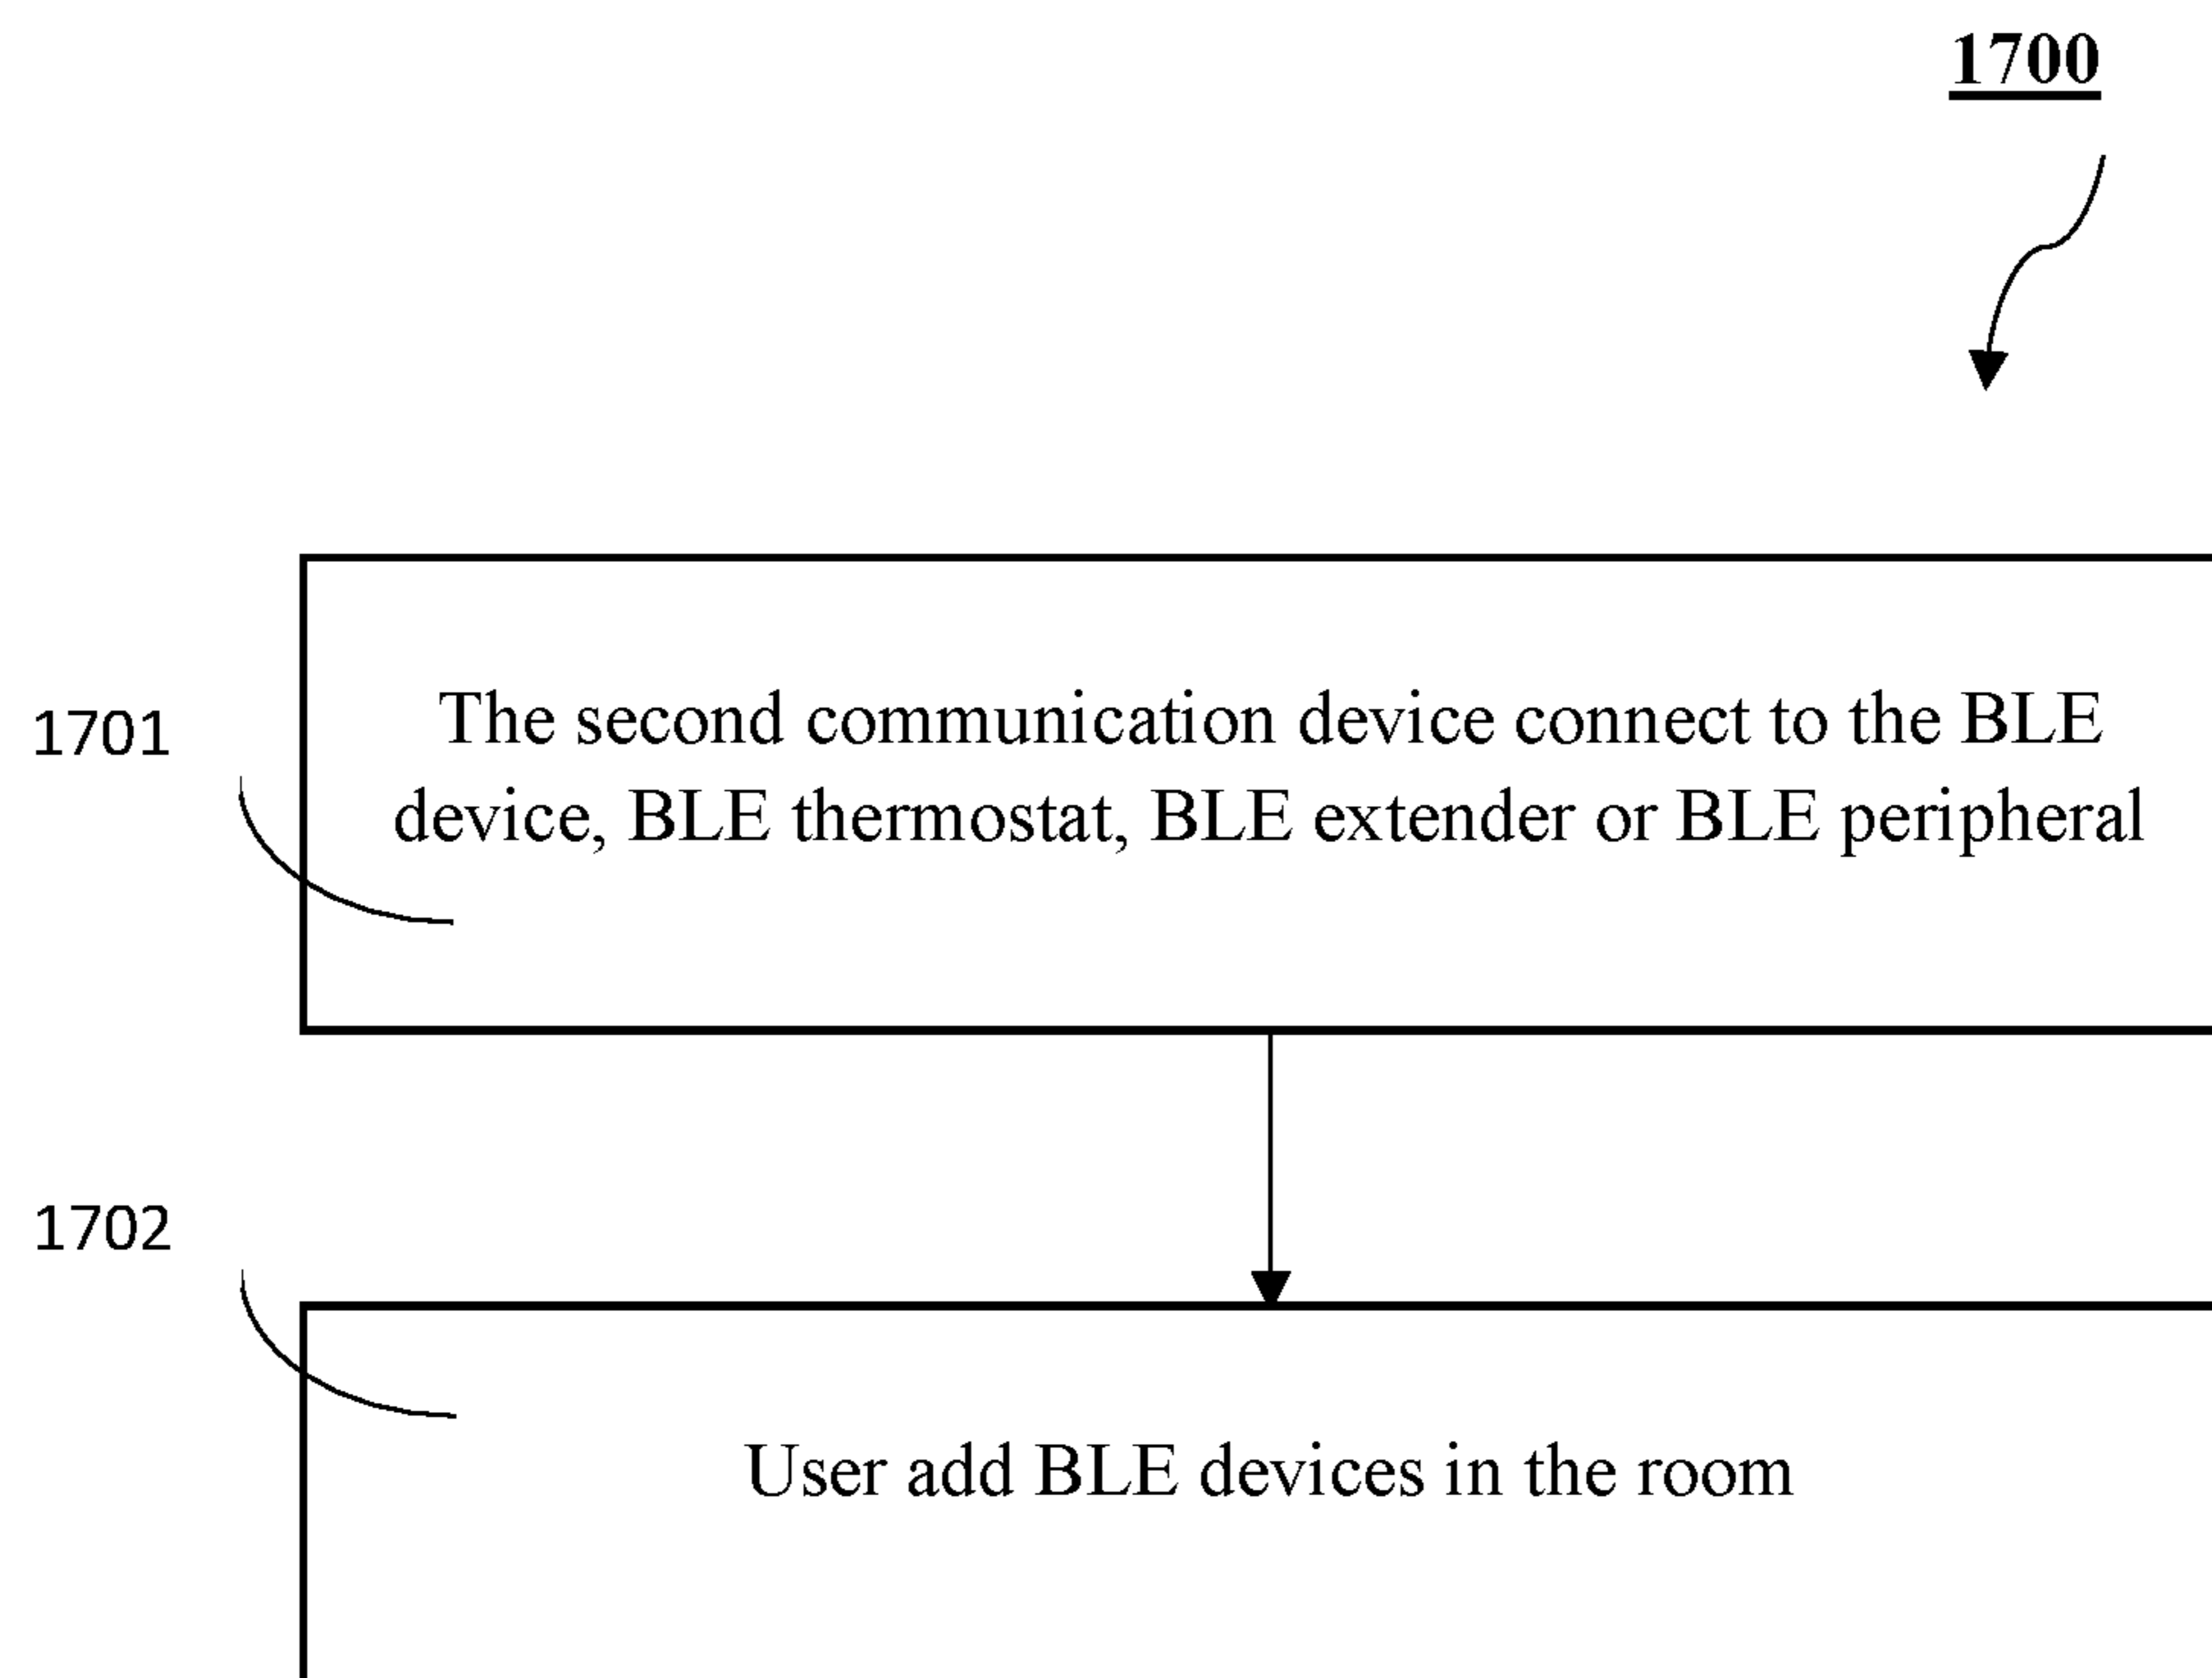 1700
1701
The second communication device connect to the BLE
device, BLE thermostat, BLE extender or BLE peripheral
1702
User add BLE devices in the room